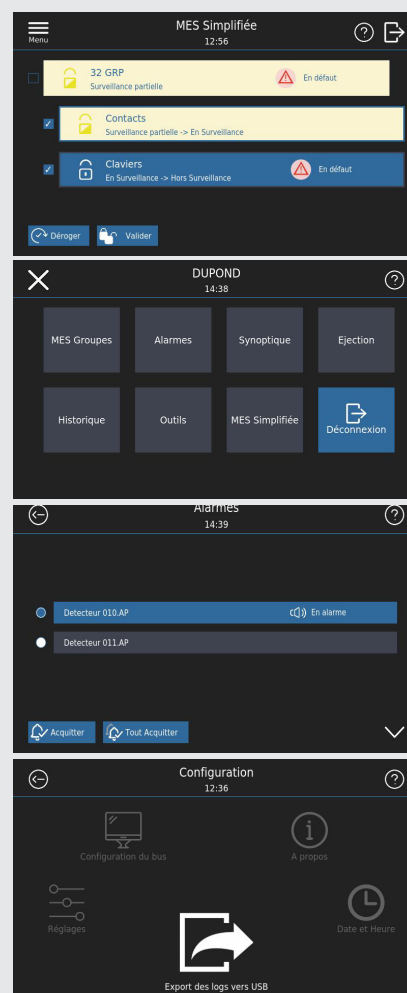 MES Simplifiée
Menu
12:56
32 GRP
Surveillance partielle
En défaut
Contacts
Surveillance partielle -> En Surveillance
Claviers
En Surveillance -> Hors Surveillance
En défaut
Déroger
Valider
DUPOND
14:38
MES Groupes
Alarmes
Synoptique
Ejection
Historique
Outils
MES Simplifiée
Déconnexion
Alarmes
14:39
Detecteur 010.AP
En alarme
Detecteur 011.AP
Acquitter
Tout Acquitter
Configuration
12:36
Configuration du bus
A propos
Réglages
Date et Heure
Export des logs vers USB